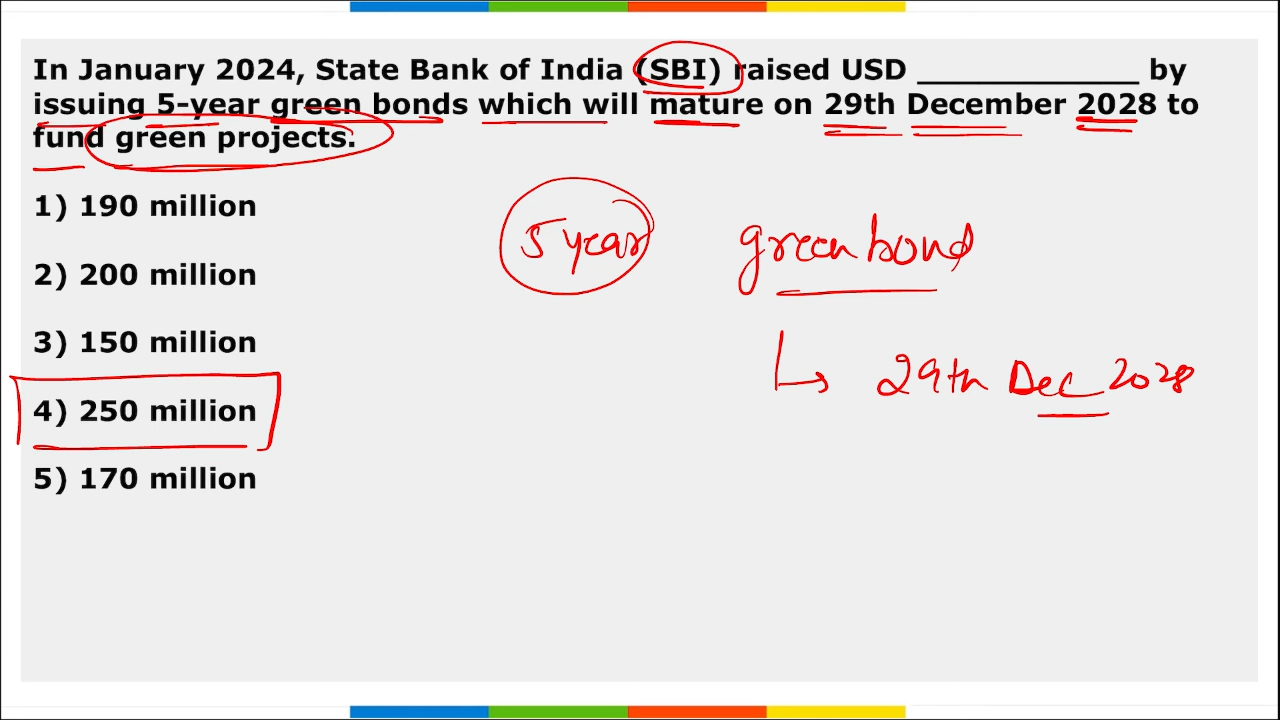 In January 2024, State Bank of India (SBI) raised USD ______________ by
issuing 5-year green bonds which will mature on 29th December 2028 to
fund green projects.
1) 190 million
5 year green bond
2) 200 million
3) 150 million
29th Dec 2028
4) 250 million
5) 170 million